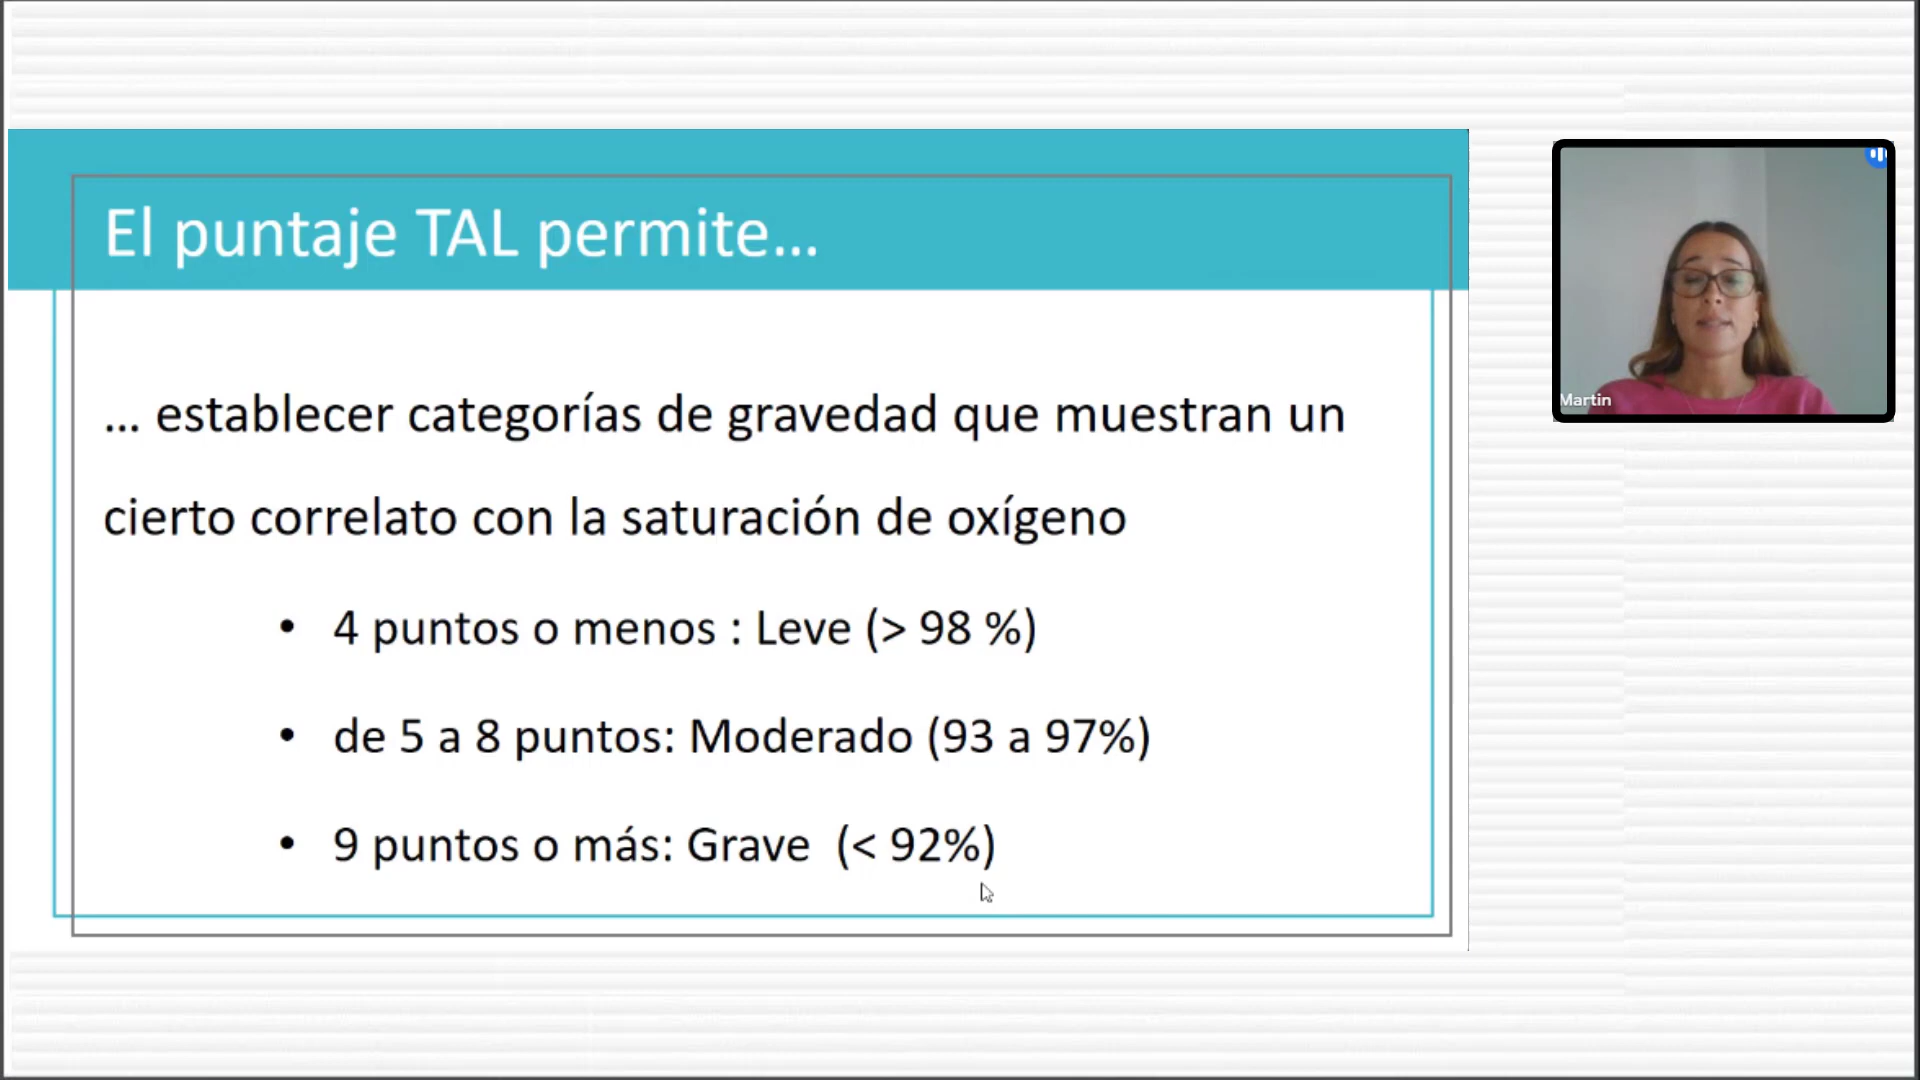 El puntaje TAL permite...
... establecer categorías de gravedad que muestran un
cierto correlato con la saturación de oxígeno
• 4 puntos o menos : Leve (> 98 %)
• de 5 a 8 puntos: Moderado (93 a 97%)
• 9 puntos o más: Grave (< 92%)
Martin